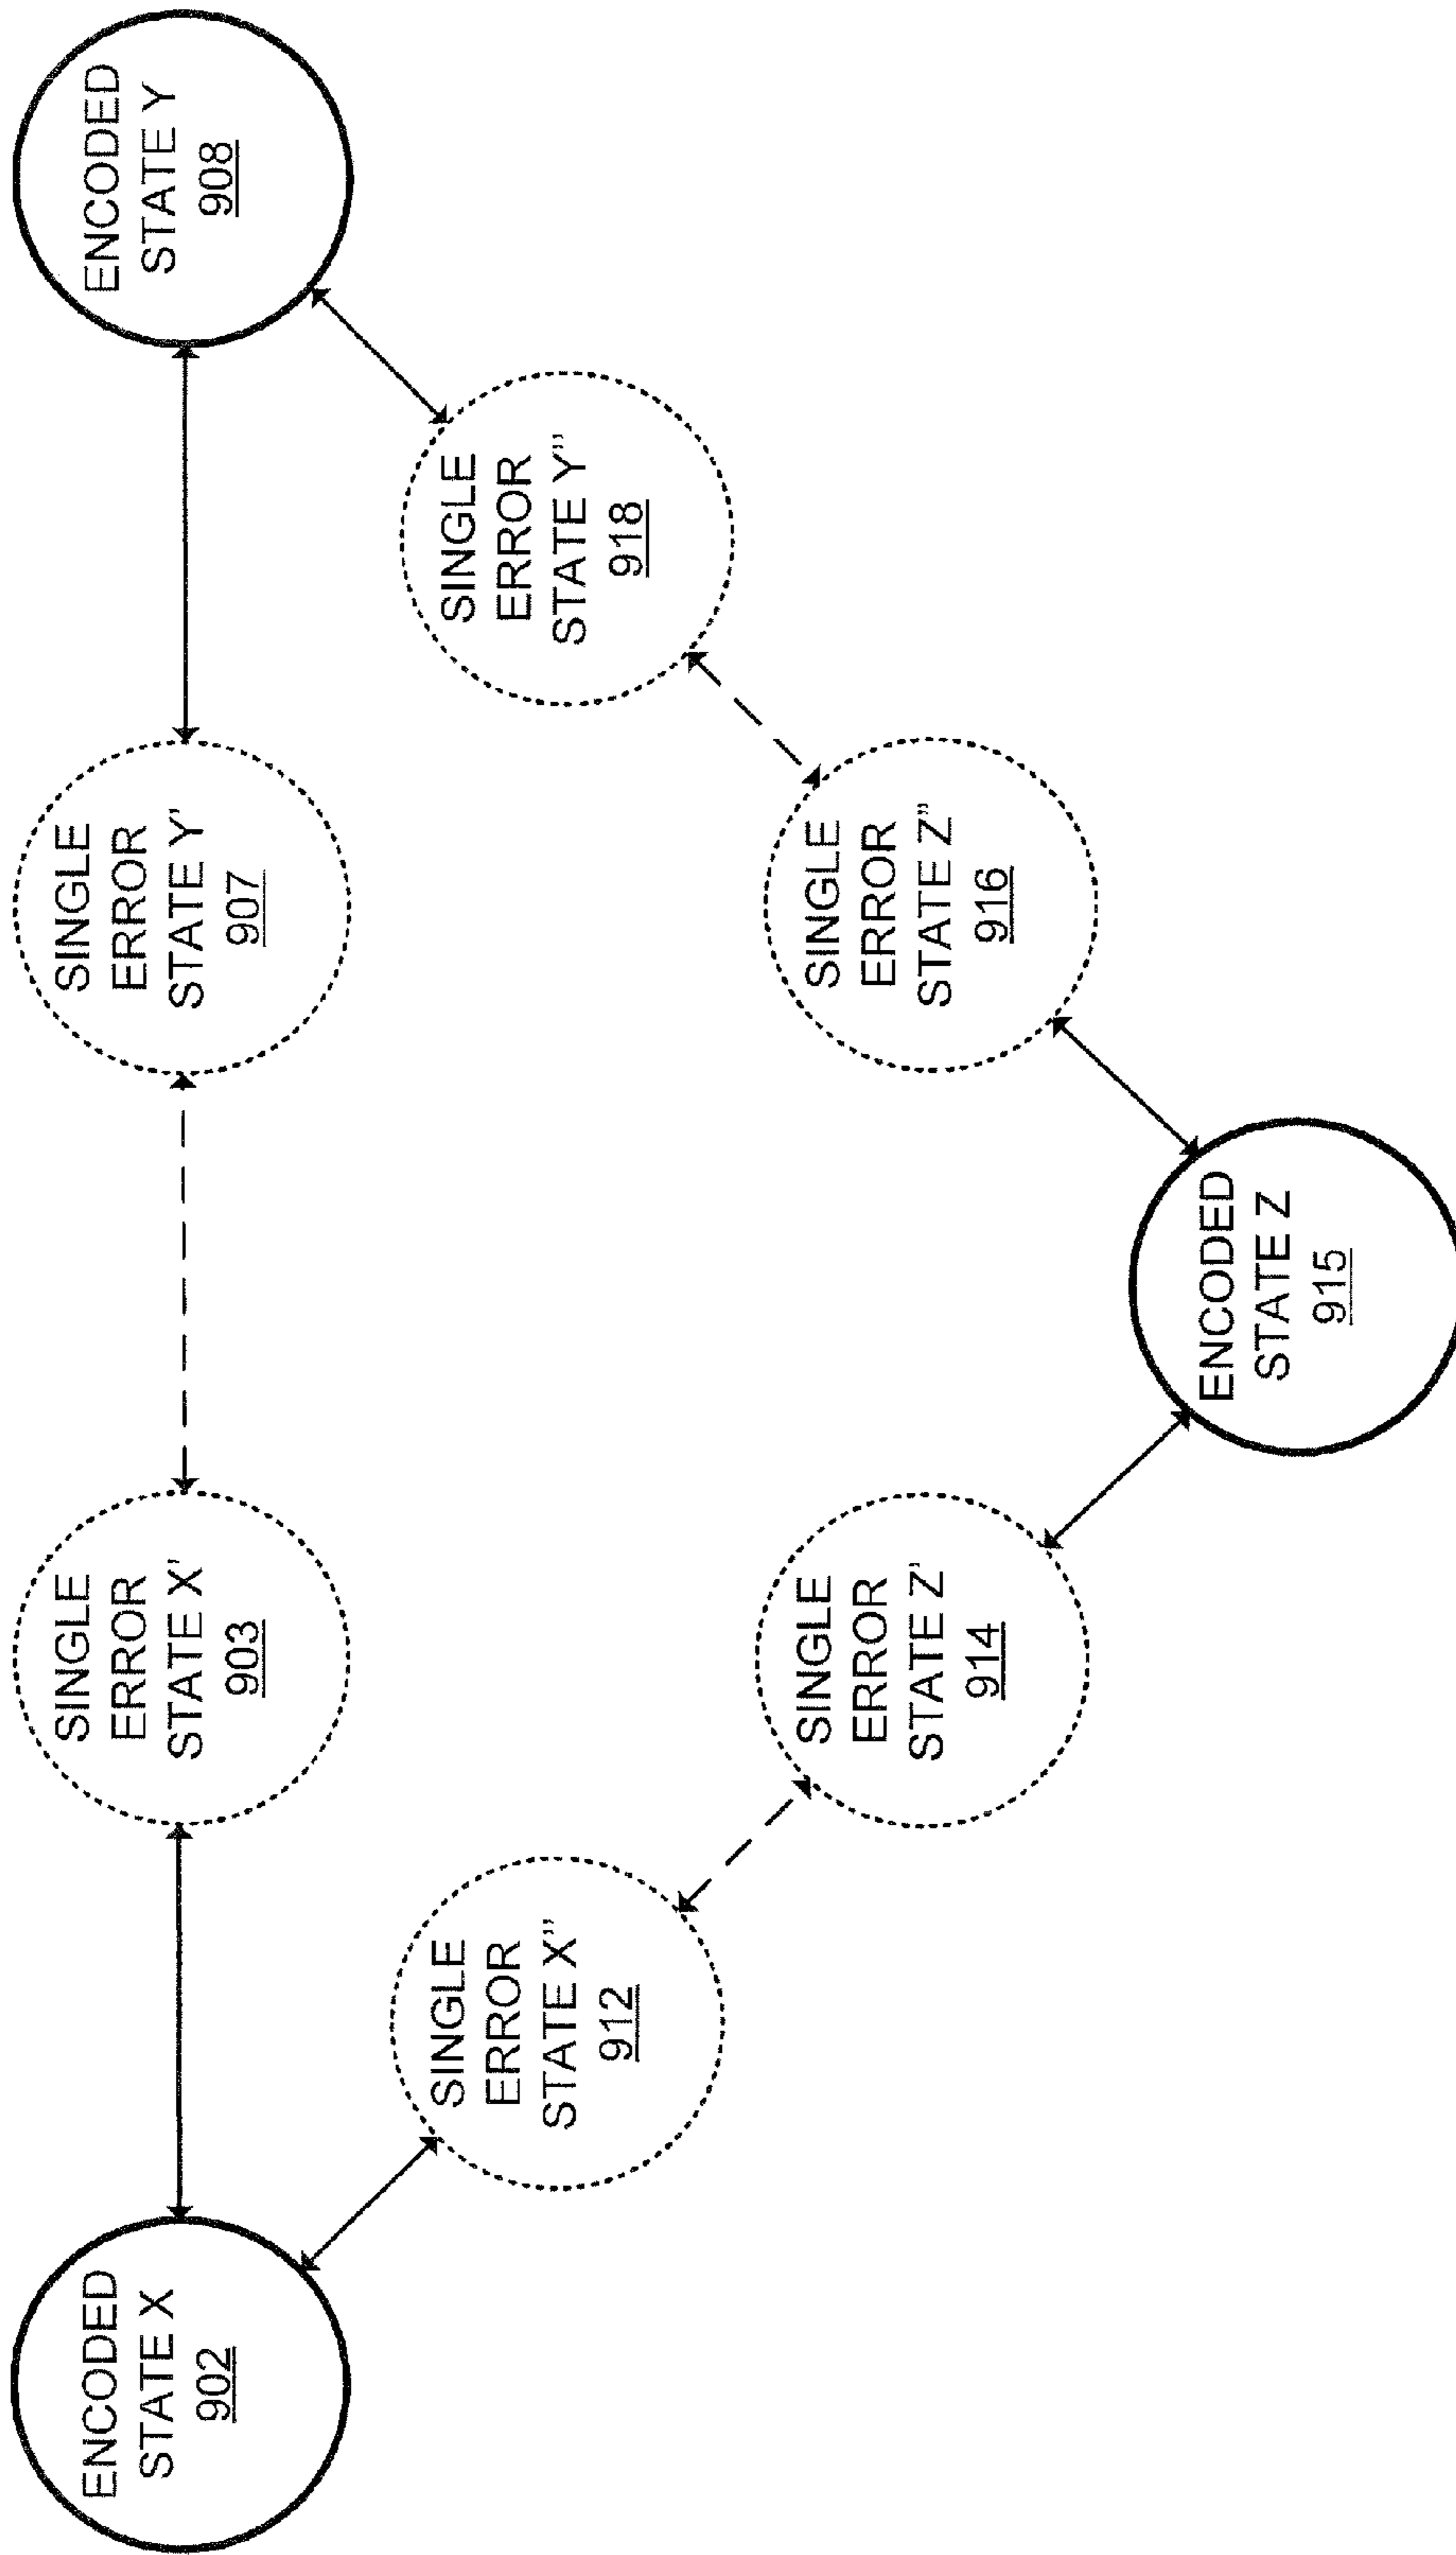 ENCODED
STATE X
902
SINGLE
ERROR
STATE X'
903
SINGLE
ERROR
STATE Y'
907
ENCODED
STATE Y
908
SINGLE
ERROR
STATE X"
912
SINGLE
ERROR
STATE Y"
918
SINGLE
ERROR
STATE Z'
914
SINGLE
ERROR
STATE Z"
916
ENCODED
STATE Z
915